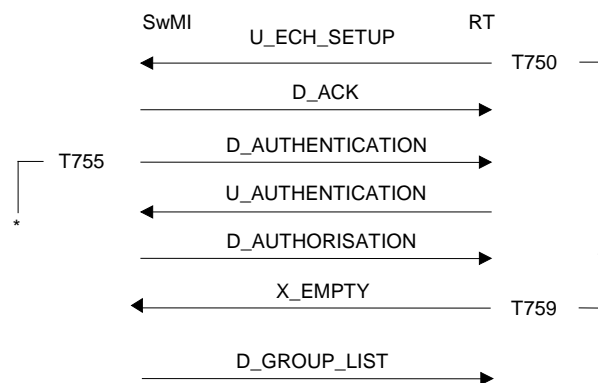 SwMI RT
U_ECH_SETUP
T750
D_ACK
D_AUTHENTICATION
T755
U_AUTHENTICATION
*
D_AUTHORISATION
X_EMPTY
T759
D_GROUP_LIST